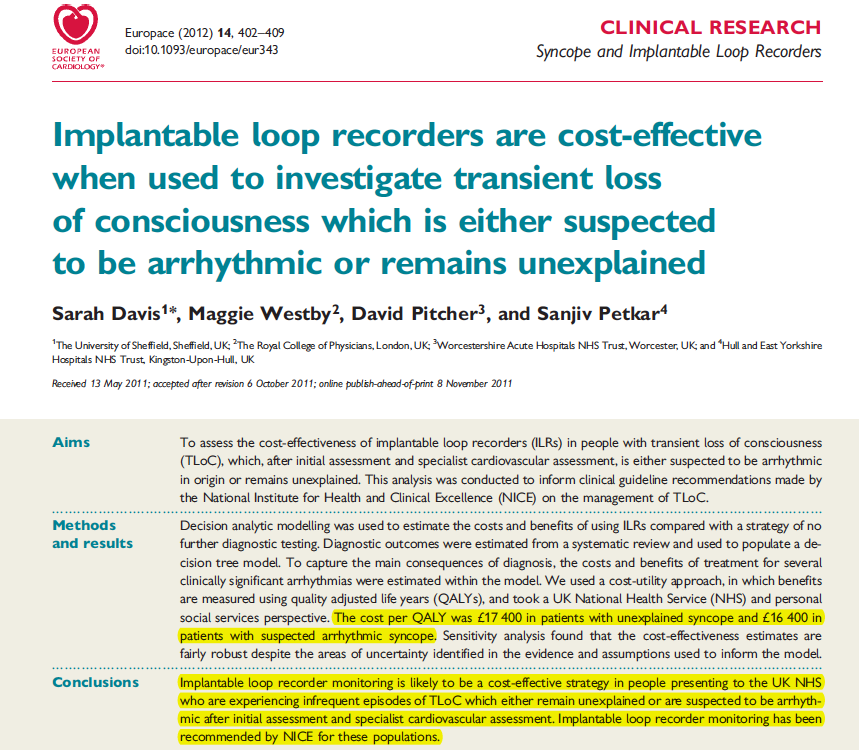 EUROPEAN
SOCIETY OF
CARDIOLOGY®
Europace (2012) 14, 402–409
doi:10.1093/europace/eur343
CLINICAL RESEARCH
Syncope and Implantable Loop Recorders
Implantable loop recorders are cost-effective
when used to investigate transient loss
of consciousness which is either suspected
to be arrhythmic or remains unexplained
Sarah Davis1*, Maggie Westby2, David Pitcher3, and Sanjiv Petkar4
1The University of Sheffield, Sheffield, UK; 2The Royal College of Physicians, London, UK; 3Worcestershire Acute Hospitals NHS Trust, Worcester, UK; and 4Hull and East Yorkshire
Hospitals NHS Trust, Kingston-Upon-Hull, UK
Received 13 May 2011; accepted after revision 6 October 2011; online publish-ahead-of-print 8 November 2011
Aims
To assess the cost-effectiveness of implantable loop recorders (ILRs) in people with transient loss of consciousness
(TLoC), which, after initial assessment and specialist cardiovascular assessment, is either suspected to be arrhythmic
in origin or remains unexplained. This analysis was conducted to inform clinical guideline recommendations made by
the National Institute for Health and Clinical Excellence (NICE) on the management of TLoC.
Methods
and results
Decision analytic modelling was used to estimate the costs and benefits of using ILRs compared with a strategy of no
further diagnostic testing. Diagnostic outcomes were estimated from a systematic review and used to populate a de-
cision tree model. To capture the main consequences of diagnosis, the costs and benefits of treatment for several
clinically significant arrhythmias were estimated within the model. We used a cost-utility approach, in which benefits
are measured using quality adjusted life years (QALYs), and took a UK National Health Service (NHS) and personal
social services perspective. The cost per QALY was £17 400 in patients with unexplained syncope and £16 400 in
patients with suspected arrhythmic syncope. Sensitivity analysis found that the cost-effectiveness estimates are
fairly robust despite the areas of uncertainty identified in the evidence and assumptions used to inform the model.
Conclusions
Implantable loop recorder monitoring is likely to be a cost-effective strategy in people presenting to the UK NHS
who are experiencing infrequent episodes of TLoC which either remain unexplained or are suspected to be arrhyth-
mic after initial assessment and specialist cardiovascular assessment. Implantable loop recorder monitoring has been
recommended by NICE for these populations.